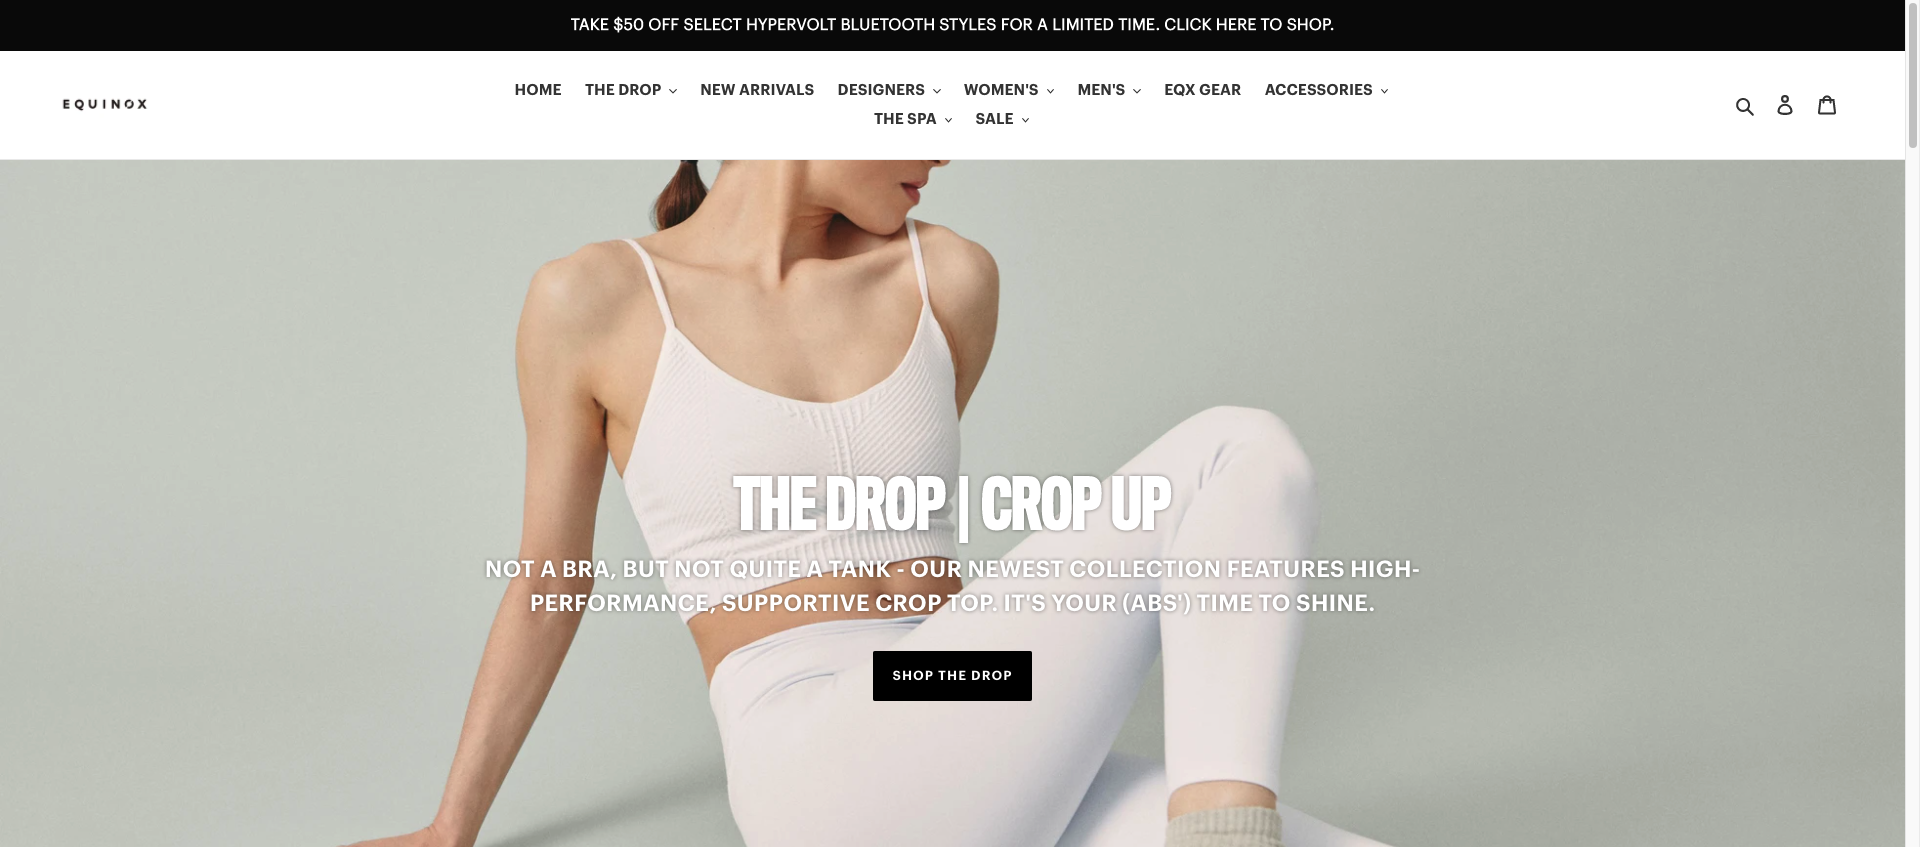 TAKE $50 OFF SELECT HYPERVOLT BLUETOOTH STYLES FOR A LIMITED TIME. CLICK HERE TO SHOP.
EQUINOX
HOME THE DROP NEW ARRIVALS DESIGNERS WOMEN'S MEN'S EQX GEAR ACCESSORIES
THE SPA SALE
THE DROP | CROP UP
NOT A BRA, BUT NOT QUITE A TANK - OUR NEWEST COLLECTION FEATURES HIGH-
PERFORMANCE, SUPPORTIVE CROP TOP. IT'S YOUR (ABS') TIME TO SHINE.
SHOP THE DROP